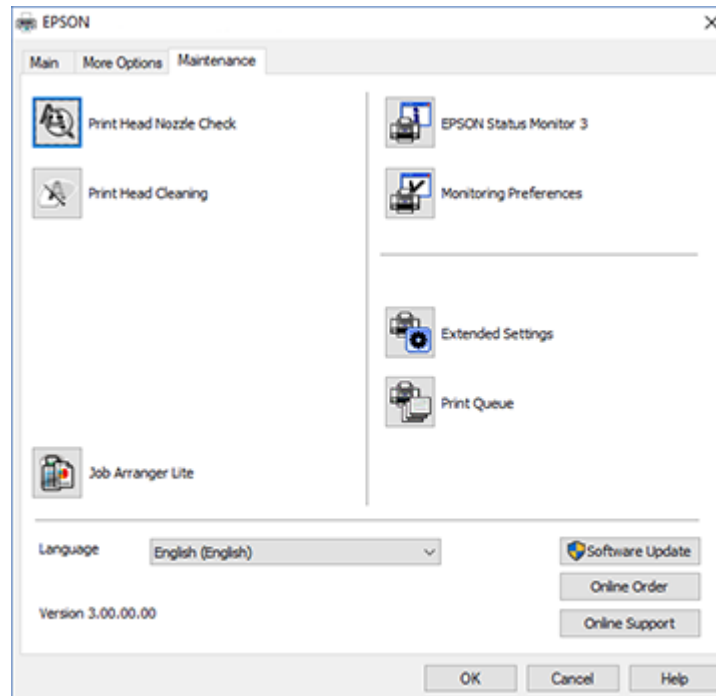 EPSON
Main More Options Maintenance
Print Head Nozzle Check
Print Head Cleaning
Job Arranger Lite
EPSON Status Monitor 3
Monitoring Preferences
Extended Settings
Print Queue
Language English (English)
Version 3.00.00.00
Software Update
Online Order
Online Support
OK Cancel Help